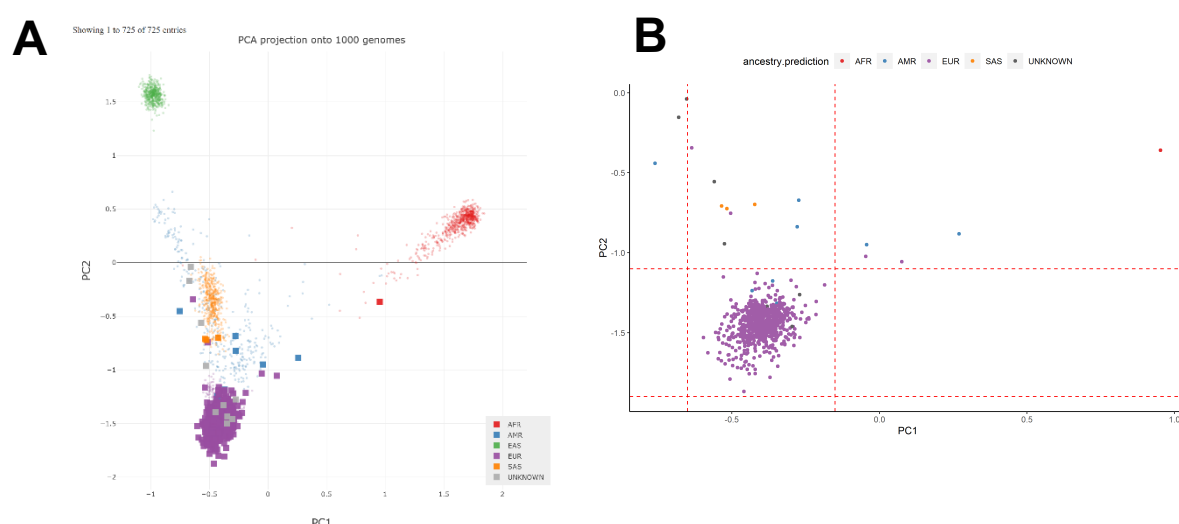 A
Showing 1 to 725 of 725 entries
PCA projection onto 1000 genomes
PC2
1.5
1
0.5
0
−0.5
−1
−1.5
−2
−1
−0.5
0
0.5
1
1.5
2
PC1
AFR
AMR
EAS
EUR
SAS
UNKNOWN
B
ancestry.prediction
AFR
AMR
EUR
SAS
UNKNOWN
PC2
0.0
-0.5
-1.0
-1.5
-0.5
0.0
0.5
1.0
PC1